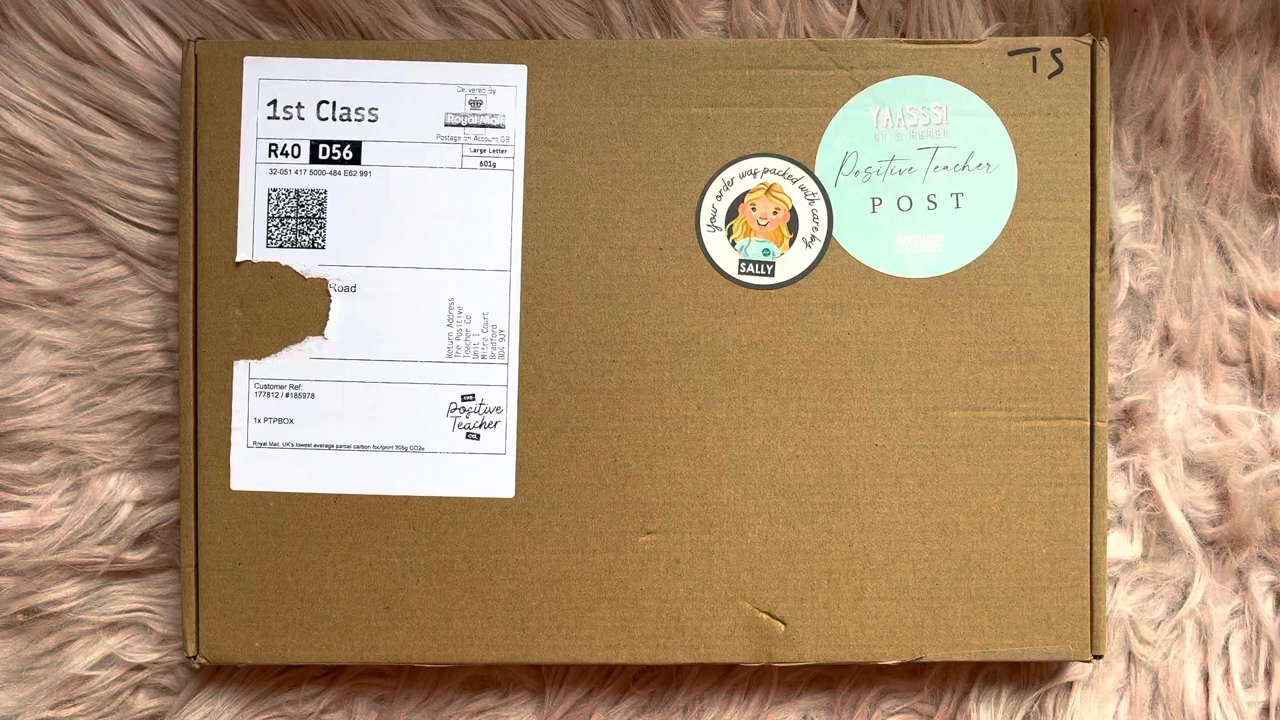 1st Class
Delivered By
Royal Mail
Postage on Account GB
R40 D56
Large Letter
601g
32-051 417 5000-484 E62 991
Road
Return Address
The Positive
Teacher Co
Unit 1
Mitre Court
Bradford
BD4 9JY
Customer Ref:
177812 / #185978
1x PTPBOX
Positive
Teacher
CO.
Royal Mail: UK's lowest average parcel carbon footprint 205g CO2e
Your order was packed with care by
SALLY
YAASSS!
IT'S HERE!
Positive Teacher
POST
TS